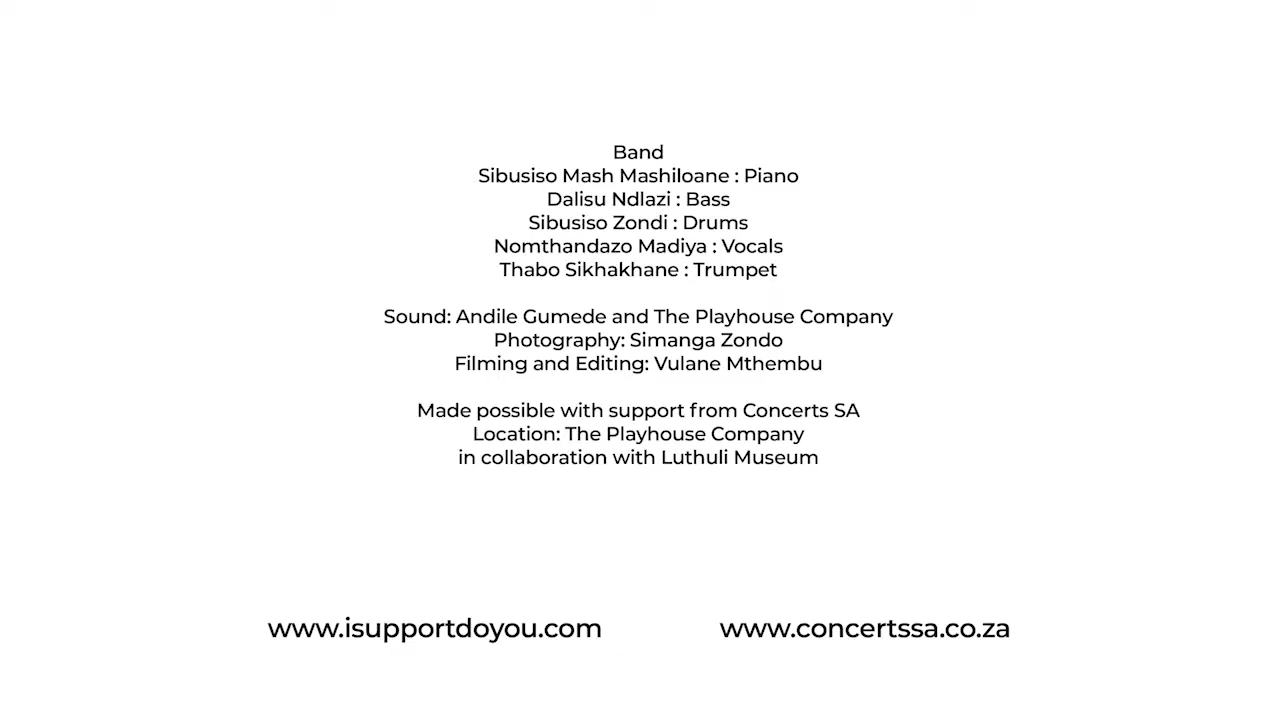 Band
Sibusiso Mash Mashiloane : Piano
Dalisu Ndlazi : Bass
Sibusiso Zondi : Drums
Nomthandazo Madiya : Vocals
Thabo Sikhakhane : Trumpet
Sound: Andile Gumede and The Playhouse Company
Photography: Simanga Zondo
Filming and Editing: Vulane Mthembu
Made possible with support from Concerts SA
Location: The Playhouse Company
in collaboration with Luthuli Museum
www.isupportdoyou.com
www.concertssa.co.za